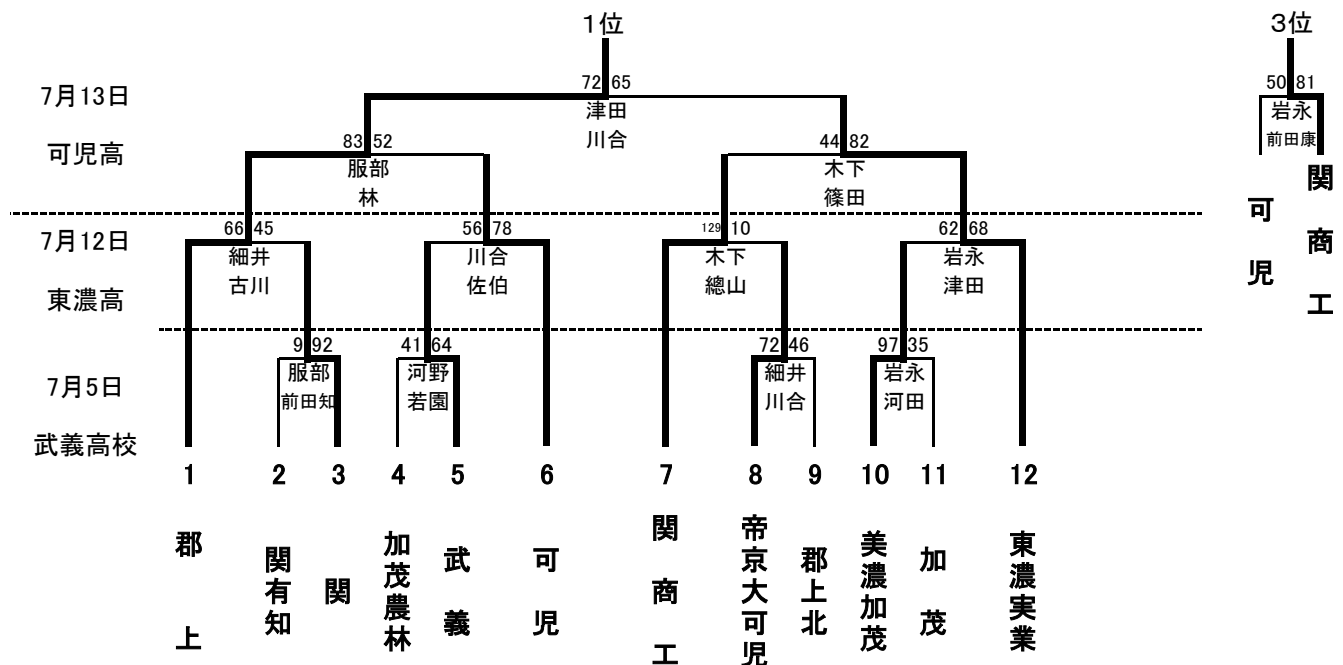 1位
3位
72 65
50 81
7月13日
津田
川合
岩永
前田康
可児高
83 52
44 82
服部
林
木下
篠田
可児
関商工
66 45
56 78
129 10
62 68
7月12日
細井
古川
川合
佐伯
木下
總山
岩永
津田
東濃高
9 92
41 64
72 46
97 35
7月5日
服部
前田知
河野
若園
細井
川合
岩永
河田
武義高校
1 2 3 4 5 6 7 8 9 10 11 12
郡上
関有知
関
加茂農林
武義
可児
関商工
帝京大可児
郡上北
美濃加茂
加茂
東濃実業